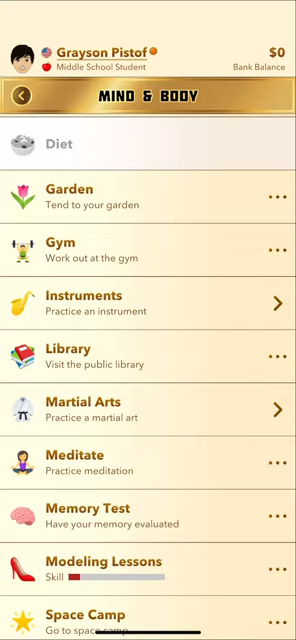 Grayson Pistof
$0
Middle School Student
Bank Balance
MIND & BODY
Diet
Garden
Tend to your garden
Gym
Work out at the gym
Instruments
Practice an instrument
Library
Visit the public library
Martial Arts
Practice a martial art
Meditate
Practice meditation
Memory Test
Have your memory evaluated
Modeling Lessons
Skill
Space Camp
Go to space camp